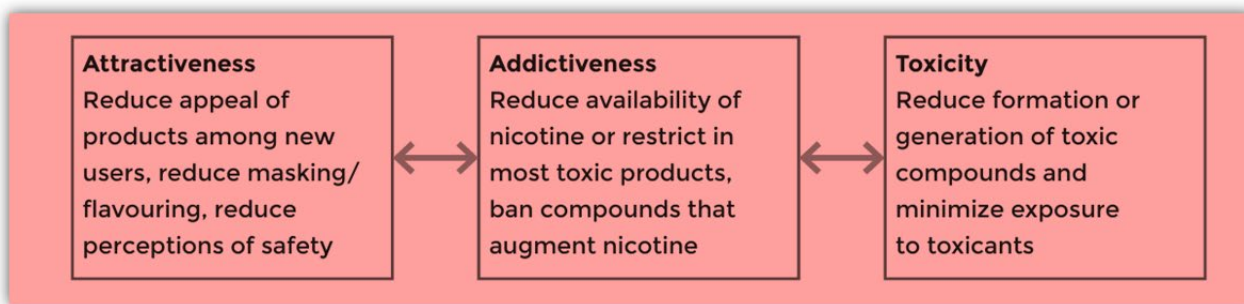 Attractiveness
Reduce appeal of
products among new
users, reduce masking/
flavouring, reduce
perceptions of safety
Addictiveness
Reduce availability of
nicotine or restrict in
most toxic products,
ban compounds that
augment nicotine
Toxicity
Reduce formation or
generation of toxic
compounds and
minimize exposure
to toxicants